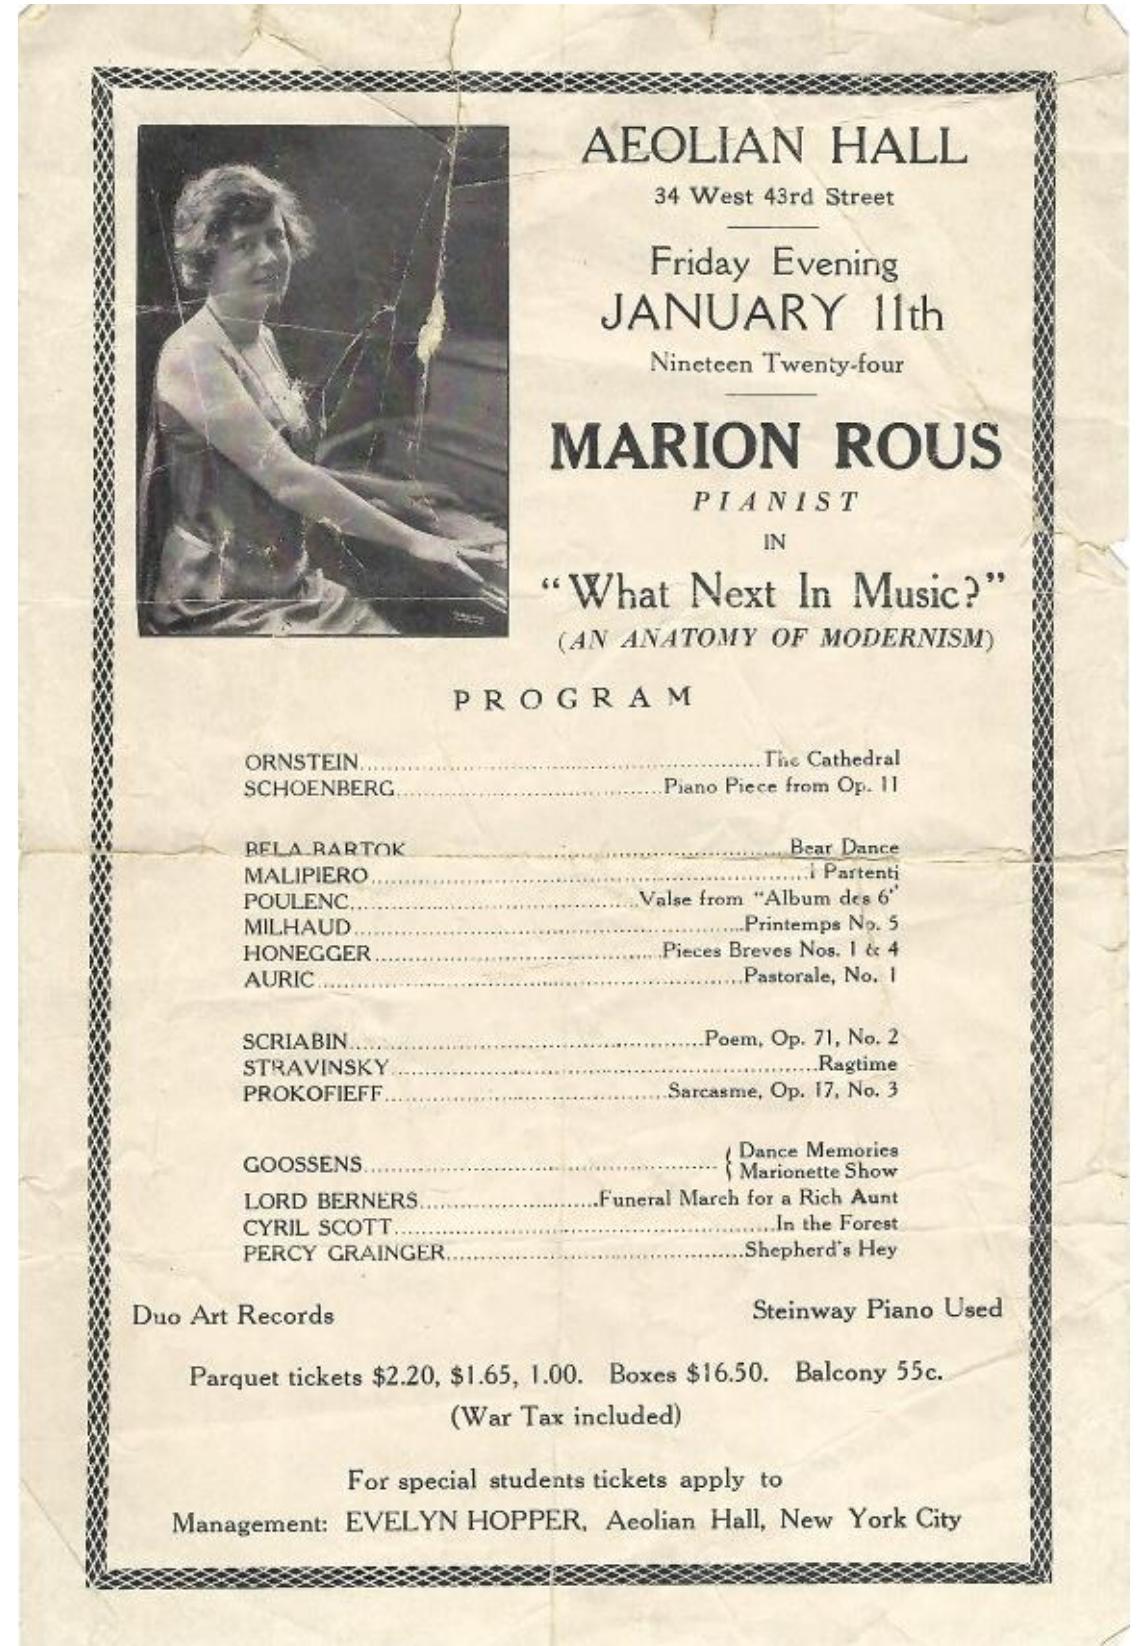 AEOLIAN HALL
34 West 43rd Street
Friday Evening
JANUARY 11th
Nineteen Twenty-four
MARION ROUS
PIANIST
IN
“What Next In Music?”
(AN ANATOMY OF MODERNISM)
PROGRAM
ORNSTEIN..........The Cathedral
SCHOENBERG..........Piano Piece from Op. 11
BELA BARTOK..........Bear Dance
MALIPIERO..........i Partenti
POULENC..........Valse from “Album des 6”
MILHAUD..........Printemps No. 5
HONEGGER..........Pieces Breves Nos. 1 & 4
AURIC..........Pastorale, No. 1
SCRIABIN..........Poem, Op. 71, No. 2
STRAVINSKY..........Ragtime
PROKOFIEFF..........Sarcasme, Op. 17, No. 3
GOOSSENS..........{Dance Memories
Marionette Show
LORD BERNERS..........Funeral March for a Rich Aunt
CYRIL SCOTT..........In the Forest
PERCY GRAINGER..........Shepherd's Hey
Duo Art Records Steinway Piano Used
Parquet tickets $2.20, $1.65, 1.00. Boxes $16.50. Balcony 55c.
(War Tax included)
For special students tickets apply to
Management: EVELYN HOPPER, Aeolian Hall, New York City